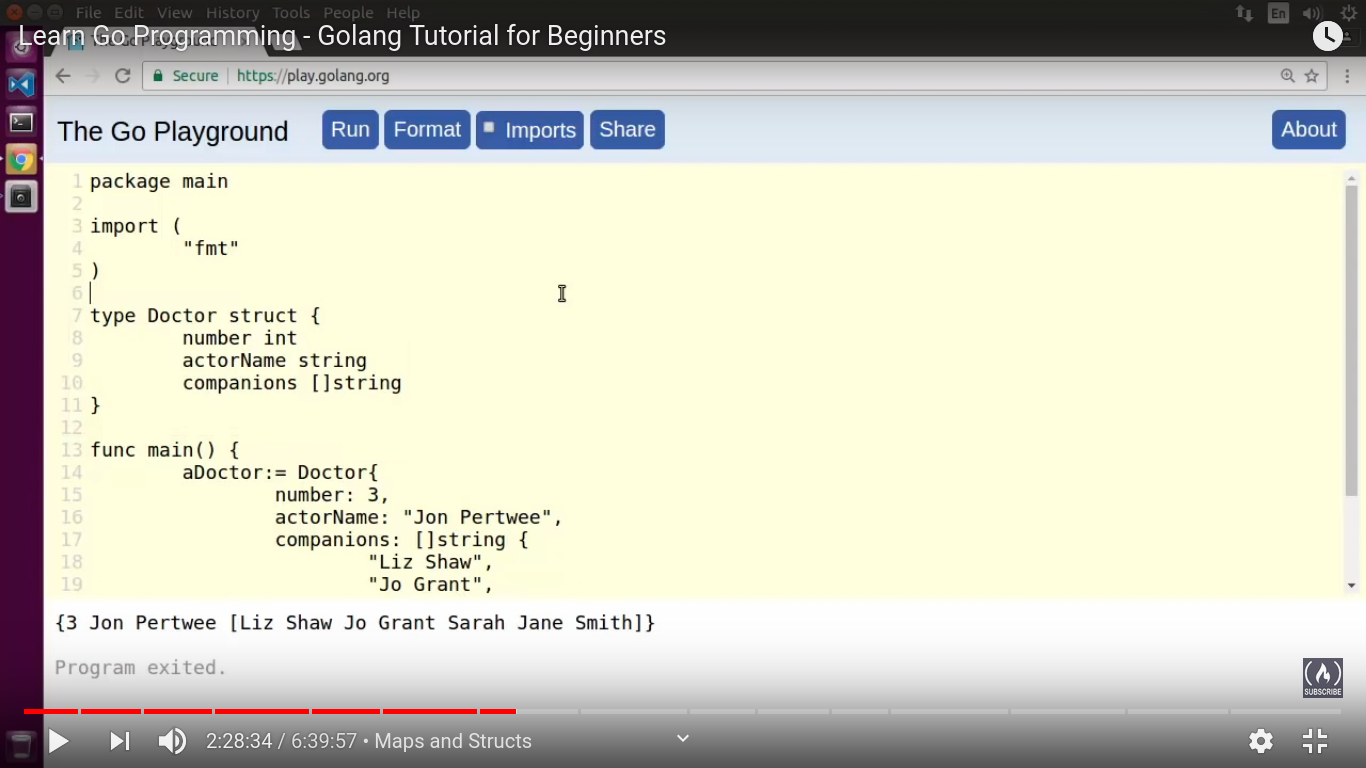 File Edit View History Tools People Help
En
Learn Go Programming - Golang Tutorial for Beginners
Secure https://play.golang.org
The Go Playground Run Format Imports Share About
1 package main
2
3 import (
4 "fmt"
5 )
6
7 type Doctor struct {
8 number int
9 actorName string
10 companions []string
11 }
12
13 func main() {
14 aDoctor:= Doctor{
15 number: 3,
16 actorName: "Jon Pertwee",
17 companions: []string {
18 "Liz Shaw",
19 "Jo Grant",
{3 Jon Pertwee [Liz Shaw Jo Grant Sarah Jane Smith]}
Program exited.
SUBSCRIBE
2:28:34 / 6:39:57 • Maps and Structs